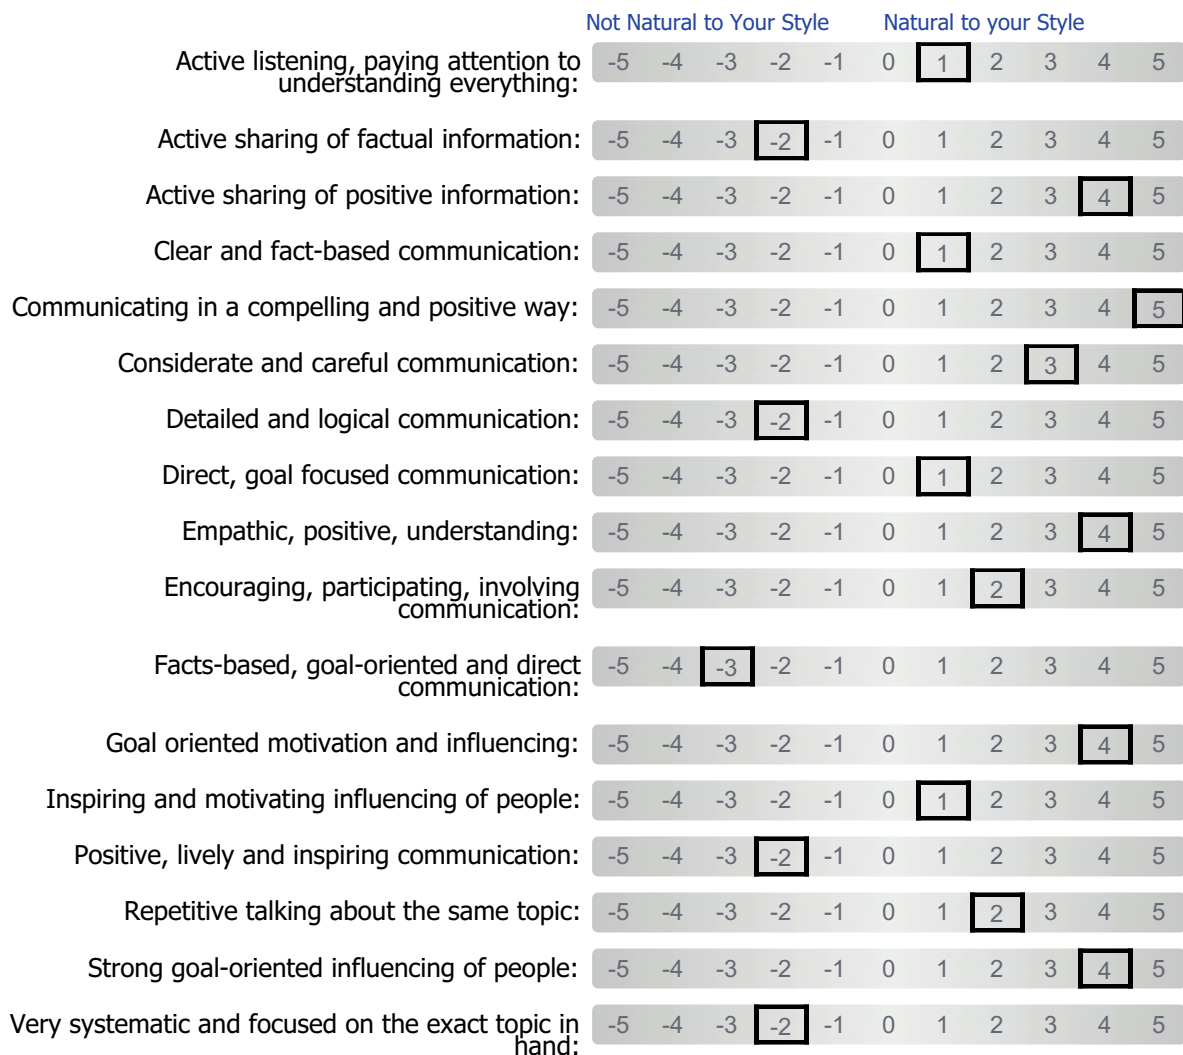 Not Natural to Your Style Natural to your Style
Active listening, paying attention to
understanding everything: -5 -4 -3 -2 -1 0 1 2 3 4 5
Active sharing of factual information: -5 -4 -3 -2 -1 0 1 2 3 4 5
Active sharing of positive information: -5 -4 -3 -2 -1 0 1 2 3 4 5
Clear and fact-based communication: -5 -4 -3 -2 -1 0 1 2 3 4 5
Communicating in a compelling and positive way: -5 -4 -3 -2 -1 0 1 2 3 4 5
Considerate and careful communication: -5 -4 -3 -2 -1 0 1 2 3 4 5
Detailed and logical communication: -5 -4 -3 -2 -1 0 1 2 3 4 5
Direct, goal focused communication: -5 -4 -3 -2 -1 0 1 2 3 4 5
Empathic, positive, understanding: -5 -4 -3 -2 -1 0 1 2 3 4 5
Encouraging, participating, involving
communication: -5 -4 -3 -2 -1 0 1 2 3 4 5
Facts-based, goal-oriented and direct
communication: -5 -4 -3 -2 -1 0 1 2 3 4 5
Goal oriented motivation and influencing: -5 -4 -3 -2 -1 0 1 2 3 4 5
Inspiring and motivating influencing of people: -5 -4 -3 -2 -1 0 1 2 3 4 5
Positive, lively and inspiring communication: -5 -4 -3 -2 -1 0 1 2 3 4 5
Repetitive talking about the same topic: -5 -4 -3 -2 -1 0 1 2 3 4 5
Strong goal-oriented influencing of people: -5 -4 -3 -2 -1 0 1 2 3 4 5
Very systematic and focused on the exact topic in
hand: -5 -4 -3 -2 -1 0 1 2 3 4 5